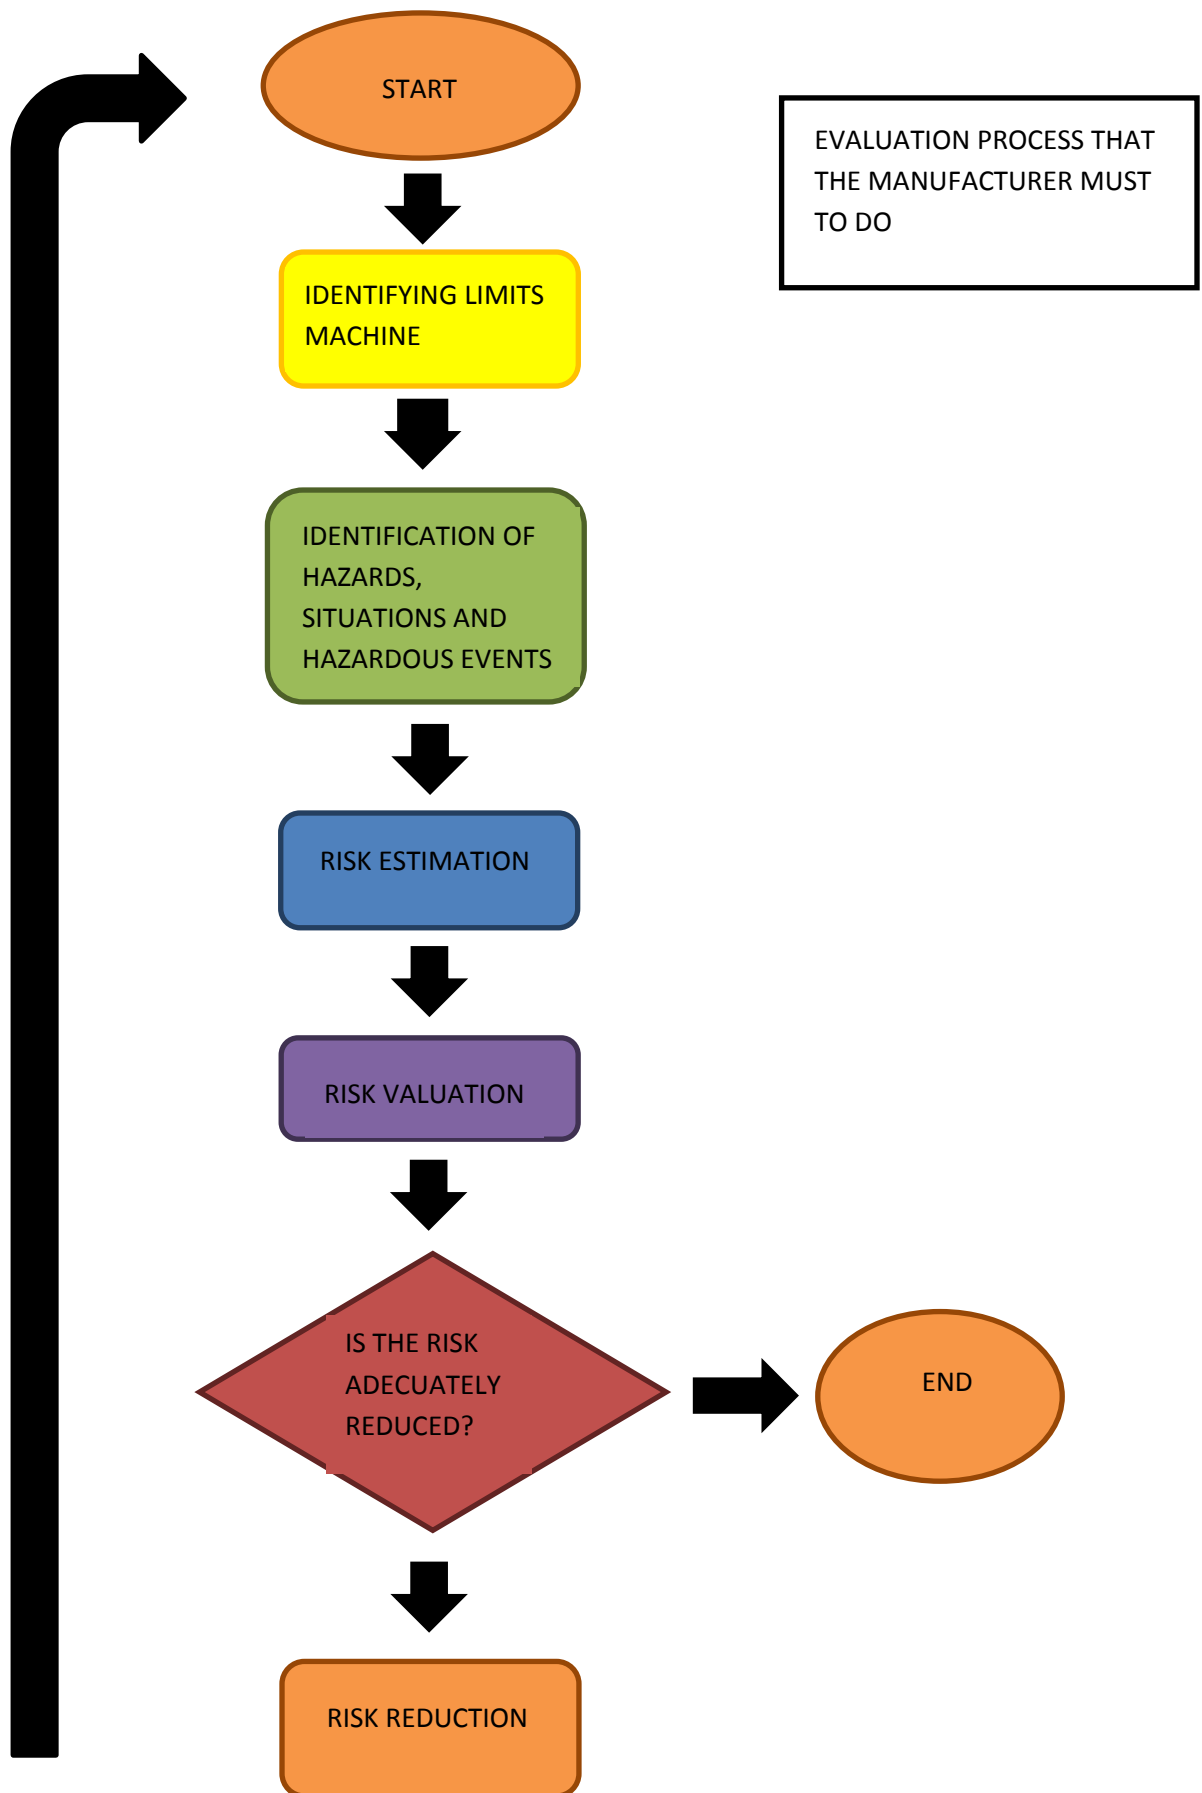 START
EVALUATION PROCESS THAT
THE MANUFACTURER MUST
TO DO
IDENTIFYING LIMITS
MACHINE
IDENTIFICATION OF
HAZARDS,
SITUATIONS AND
HAZARDOUS EVENTS
RISK ESTIMATION
RISK VALUATION
IS THE RISK
ADECUATELY
REDUCED?
END
RISK REDUCTION